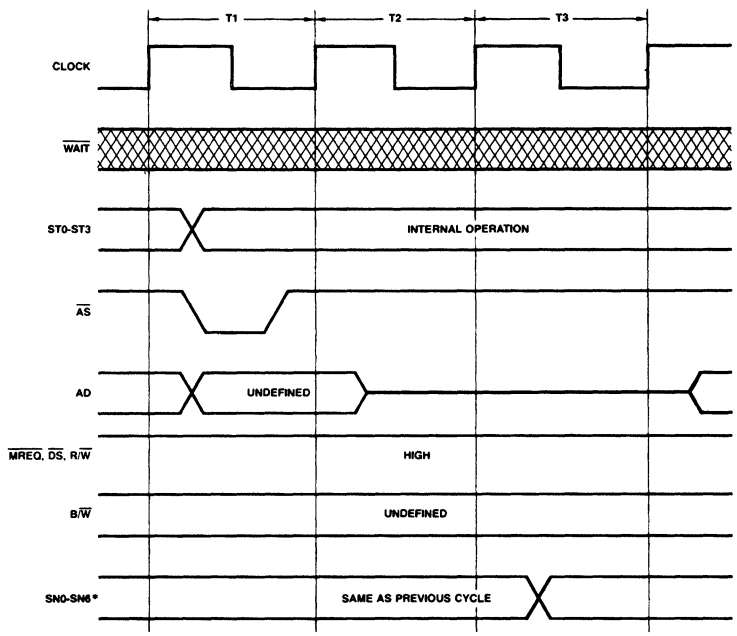 T1 T2 T3
CLOCK
WAIT
ST0-ST3 INTERNAL OPERATION
AS
AD UNDEFINED
MREQ, DS, R/W HIGH
B/W UNDEFINED
SN0-SN6* SAME AS PREVIOUS CYCLE